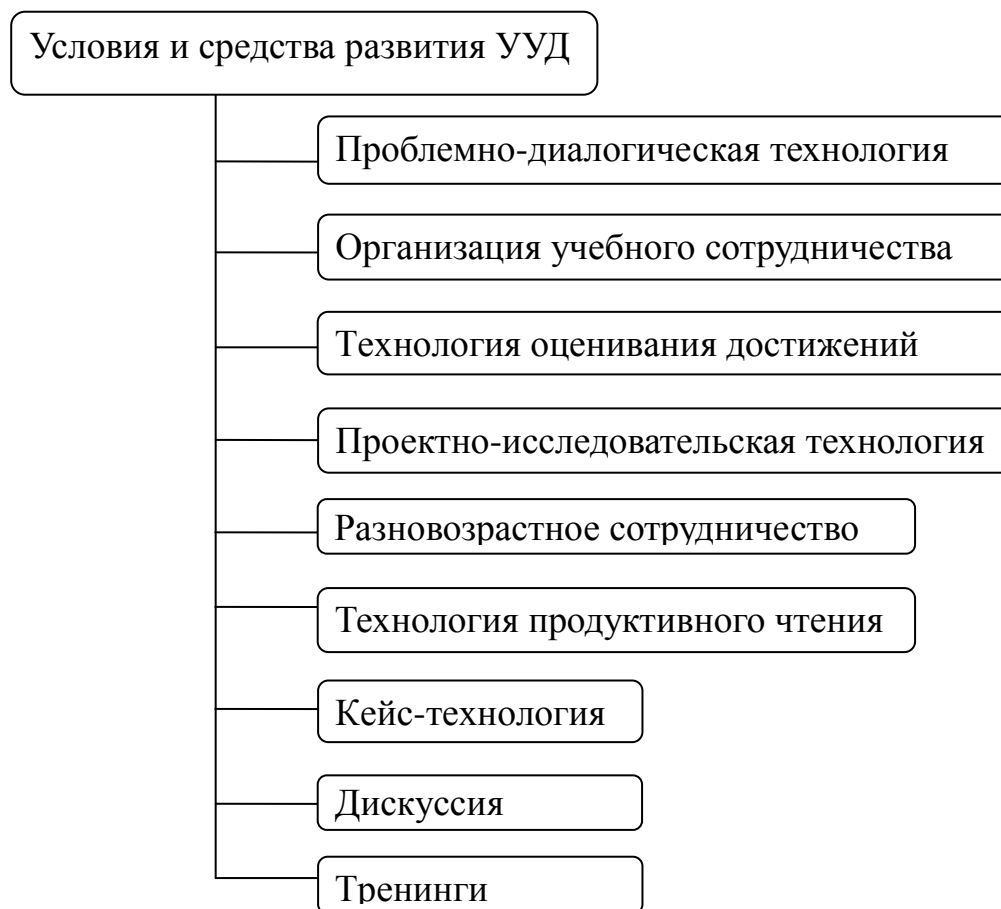 Условия и средства развития УУД
Проблемно-диалогическая технология
Организация учебного сотрудничества
Технология оценивания достижений
Проектно-исследовательская технология
Разновозрастное сотрудничество
Технология продуктивного чтения
Кейс-технология
Дискуссия
Тренинги